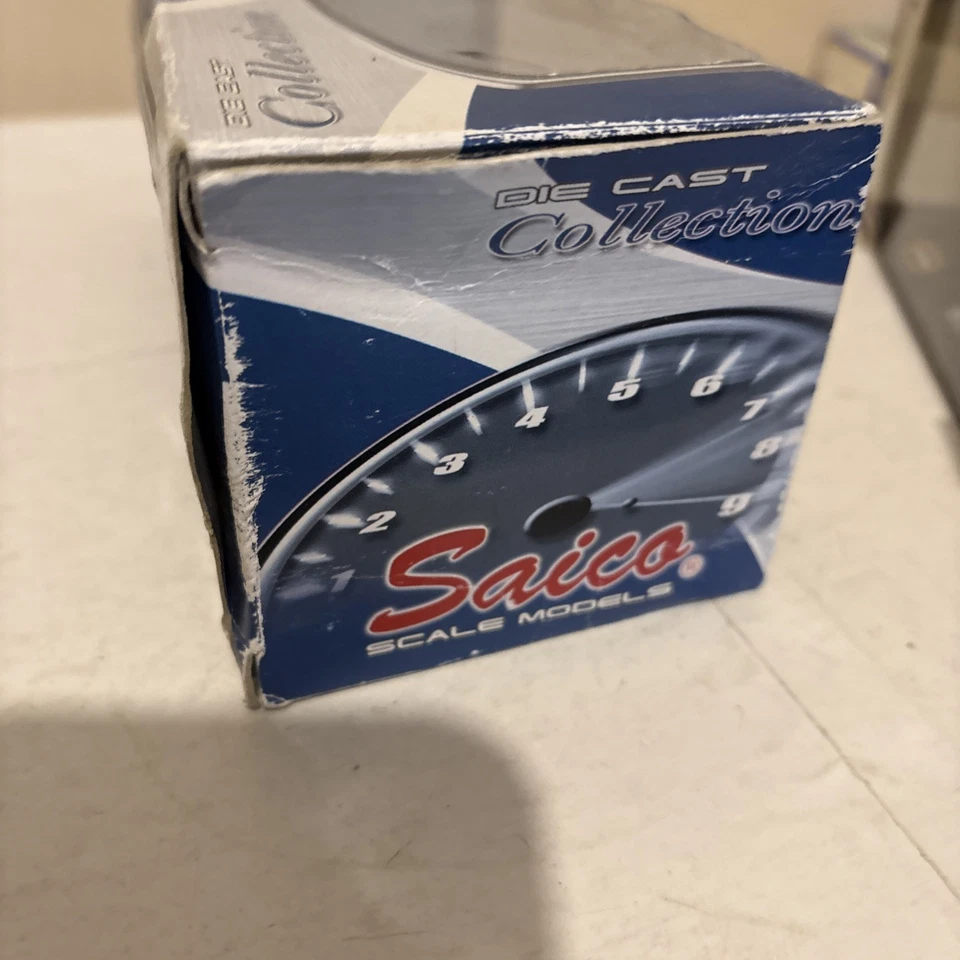 DIE CAST
Collection
DIE CAST
Collection
1
2
3
4
5
6
7
8
9
Saico®
SCALE MODELS